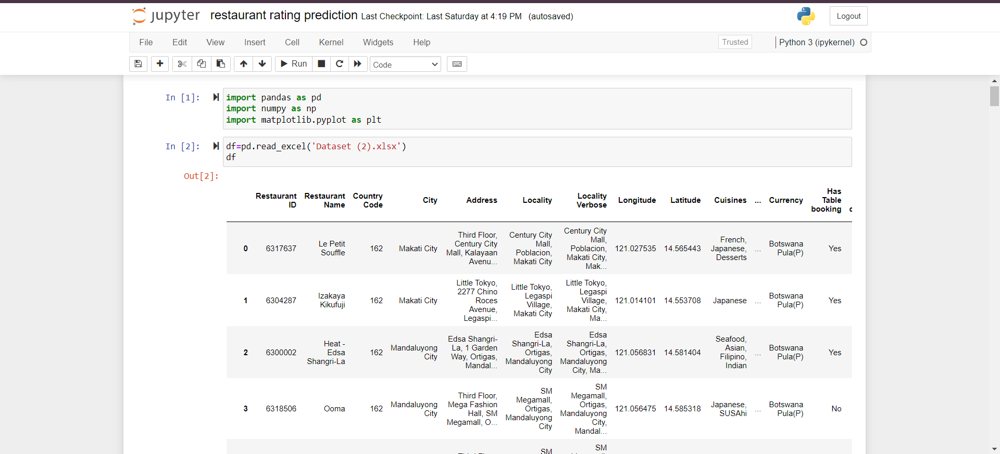 jupyter restaurant rating prediction Last Checkpoint: Last Saturday at 4:19 PM (autosaved) Logout
File Edit View Insert Cell Kernel Widgets Help Trusted Python 3 (ipykernel)
Run Code
In [1]: import pandas as pd
import numpy as np
import matplotlib.pyplot as plt
In [2]: df=pd.read_excel('Dataset (2).xlsx')
df
Out[2]:
Restaurant ID Restaurant Name Country Code City Address Locality Locality Verbose Longitude Latitude Cuisines ... Currency Has Table booking
0 6317637 Le Petit Souffle 162 Makati City Third Floor, Century City Mall, Kalayaan Avenu... Century City Mall, Poblacion, Makati City Century City Mall, Poblacion, Makati City, Mak... 121.027535 14.565443 French, Japanese, Desserts ... Botswana Pula(P) Yes
1 6304287 Izakaya Kikufuji 162 Makati City Little Tokyo, 2277 Chino Roces Avenue, Legaspi... Little Tokyo, Legaspi Village, Makati City Little Tokyo, Legaspi Village, Makati City, Ma... 121.014101 14.553708 Japanese ... Botswana Pula(P) Yes
2 6300002 Heat - Edsa Shangri-La 162 Mandaluyong City Edsa Shangri-La, 1 Garden Way, Ortigas, Mandal... Edsa Shangri-La, Ortigas, Mandaluyong City Edsa Shangri-La, Ortigas, Mandaluyong City, Ma... 121.056831 14.581404 Seafood, Asian, Filipino, Indian ... Botswana Pula(P) Yes
3 6318506 Ooma 162 Mandaluyong City Third Floor, Mega Fashion Hall, SM Megamall, O... SM Megamall, Ortigas, Mandaluyong City SM Megamall, Ortigas, Mandaluyong City, Mandal... 121.056475 14.585318 Japanese, SUSAhi ... Botswana Pula(P) No
SM SM